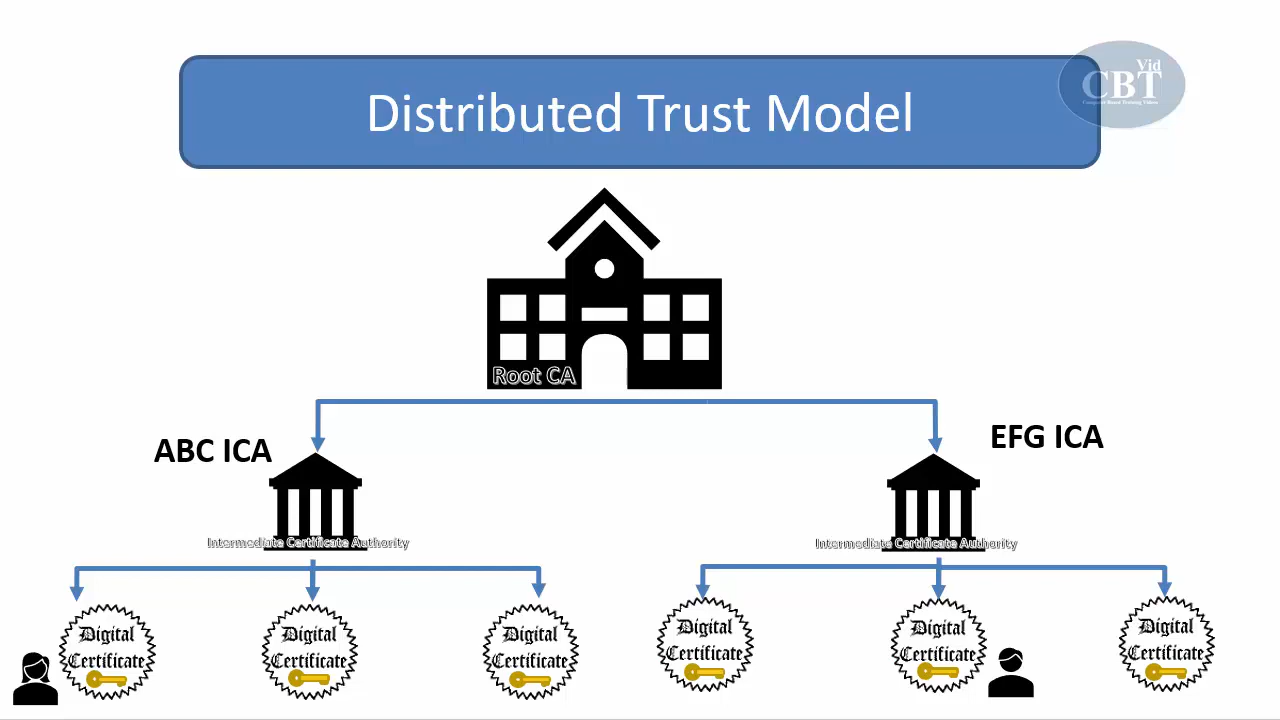 Distributed Trust Model
Vid
CBT
Computer Based Training Videos
Root CA
ABC ICA
EFG ICA
Intermediate Certificate Authority
Intermediate Certificate Authority
Digital
Certificate
Digital
Certificate
Digital
Certificate
Digital
Certificate
Digital
Certificate
Digital
Certificate